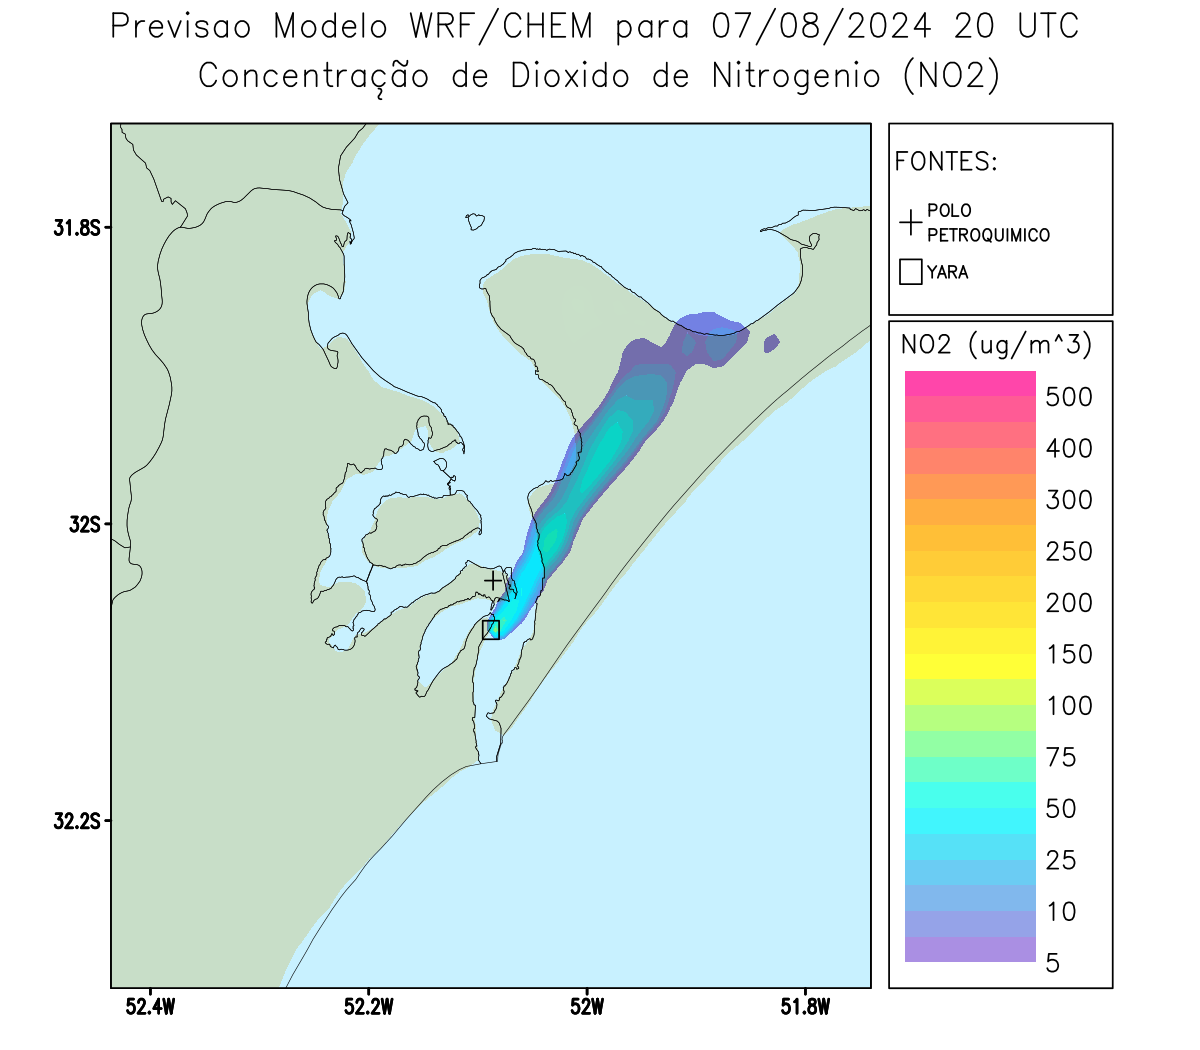 Previsao Modelo WRF/CHEM para 07/08/2024 20 UTC
Concentração de Dioxido de Nitrogenio (NO2)
FONTES:
POLO
PETROQUIMICO
YARA
31.8S
32S
32.2S
52.4W
52.2W
52W
51.8W
NO2 (ug/m^3)
500
400
300
250
200
150
100
75
50
25
10
5